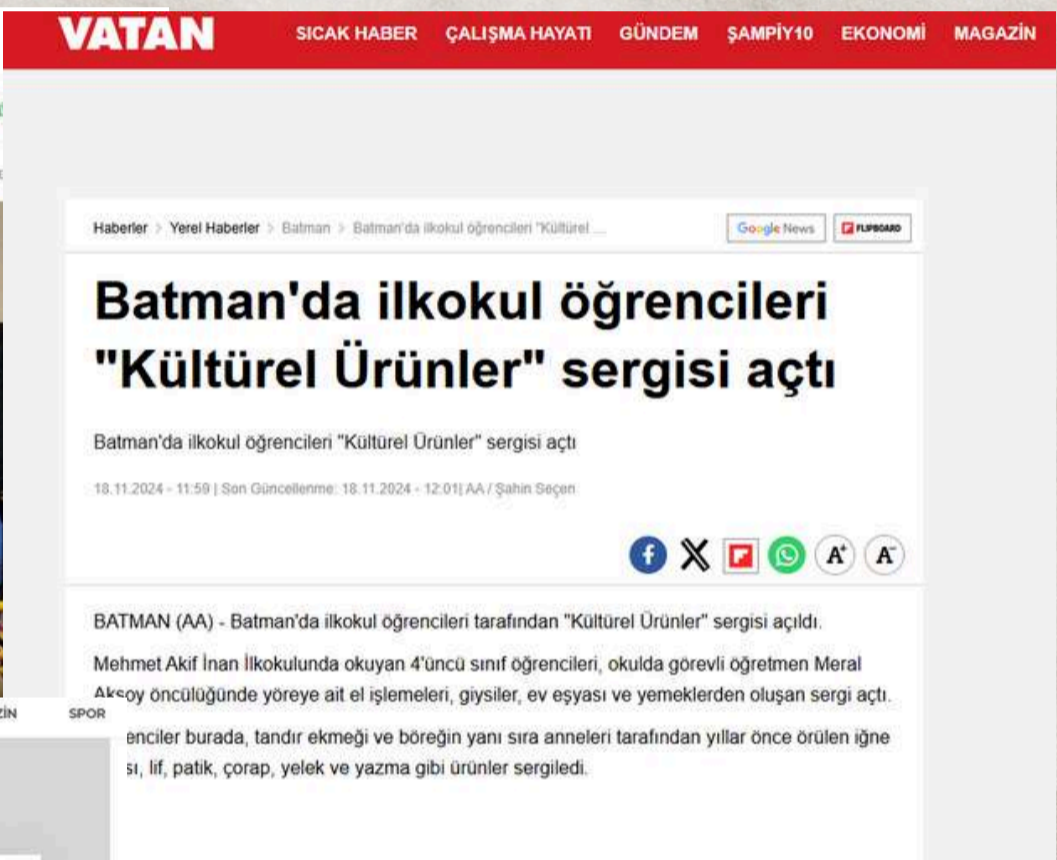 VATAN SICAK HABER ÇALIŞMA HAYATI GÜNDEM ŞAMPİY10 EKONOMİ MAGAZİN
Haberler > Yerel Haberler > Batman > Batman'da ilkokul öğrencileri "Kültürel ...
Google News FLIPBOARD
Batman'da ilkokul öğrencileri
"Kültürel Ürünler" sergisi açtı
Batman'da ilkokul öğrencileri "Kültürel Ürünler" sergisi açtı
18.11.2024 - 11:59 | Son Güncellenme: 18.11.2024 - 12:01| AA / Şahin Seçen
A+ A-
BATMAN (AA) - Batman'da ilkokul öğrencileri tarafından "Kültürel Ürünler" sergisi açıldı.
Mehmet Akif İnan İlkokulunda okuyan 4'üncü sınıf öğrencileri, okulda görevli öğretmen Meral
Aksoy öncülüğünde yöreye ait el işlemeleri, giysiler, ev eşyası ve yemeklerden oluşan sergi açtı.
SPOR
enciler burada, tandır ekmeği ve böreğin yanı sıra anneleri tarafından yıllar önce örülen iğne
sı, lif, patik, çorap, yelek ve yazma gibi ürünler sergiledi.